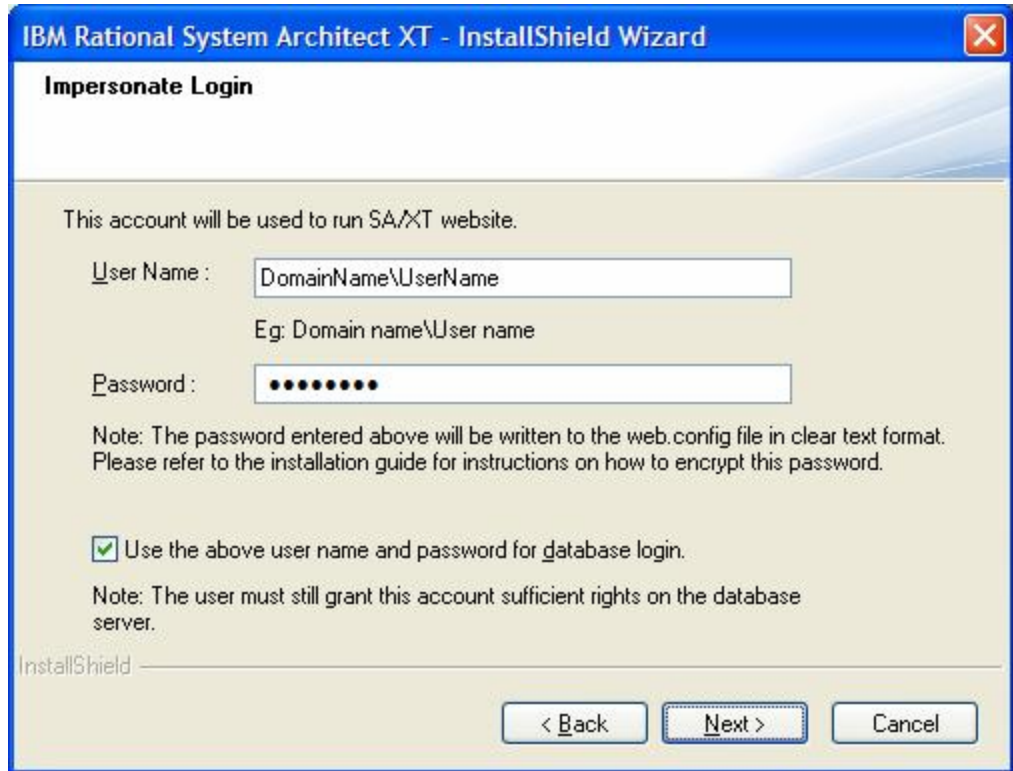 IBM Rational System Architect XT - InstallShield Wizard
Impersonate Login
This account will be used to run SA/XT website.
User Name :
DomainName\UserName
Eg: Domain name\User name
Password :
••••••••
Note: The password entered above will be written to the web.config file in clear text format.
Please refer to the installation guide for instructions on how to encrypt this password.
Use the above user name and password for database login.
Note: The user must still grant this account sufficient rights on the database
server.
InstallShield
< Back
Next >
Cancel